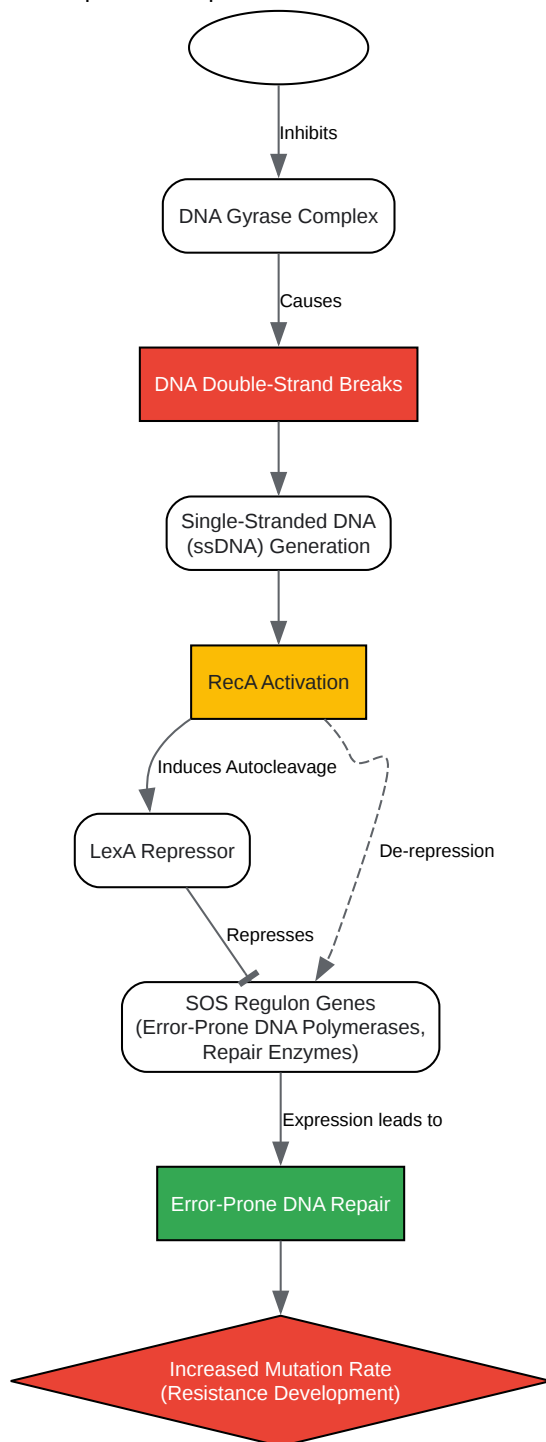 Inhibits
DNA Gyrase Complex
Causes
DNA Double-Strand Breaks
Single-Stranded DNA
(ssDNA) Generation
RecA Activation
Induces Autocleavage
LexA Repressor
De-repression
Represses
SOS Regulon Genes
(Error-Prone DNA Polymerases,
Repair Enzymes)
Expression leads to
Error-Prone DNA Repair
Increased Mutation Rate
(Resistance Development)